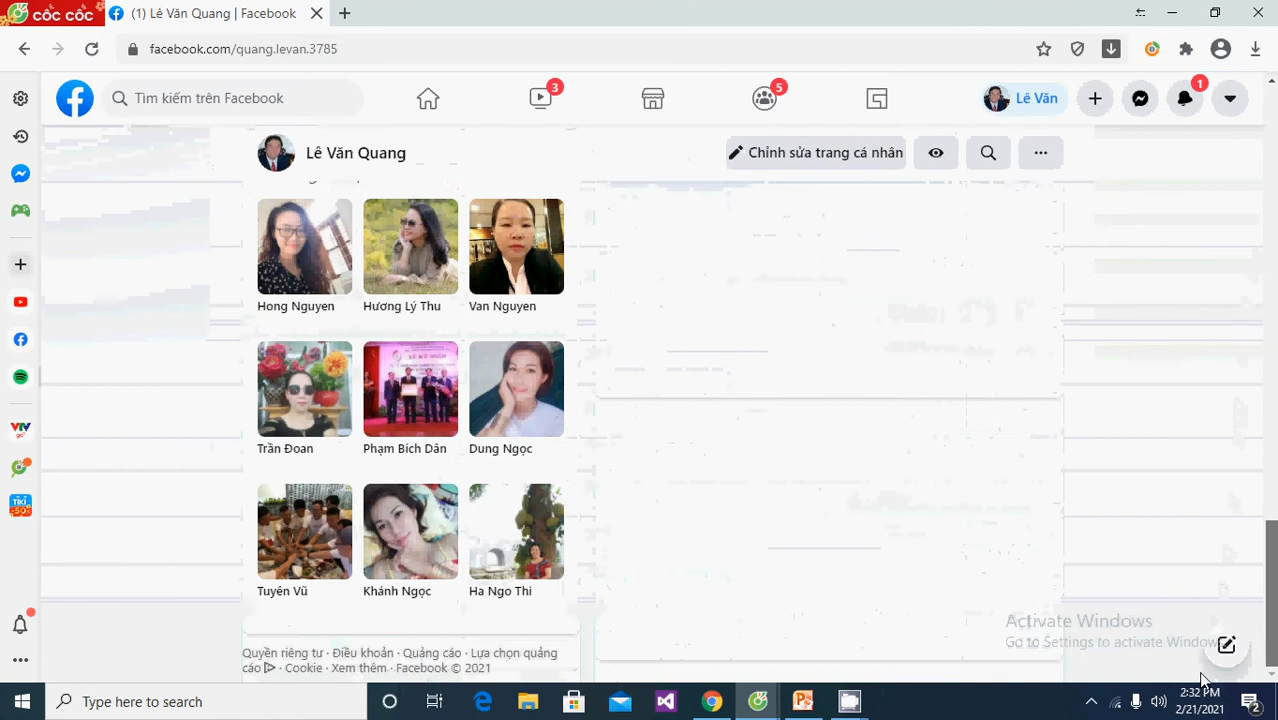 cốc cốc
(1) Lê Văn Quang | Facebook
facebook.com/quang.levan.3785
Tìm kiếm trên Facebook
3
5
Lê Văn
1
Lê Văn Quang
Chỉnh sửa trang cá nhân
Hong Nguyen
Hương Lý Thu
Van Nguyen
Trần Đoan
Phạm Bích Dân
Dung Ngọc
Tuyên Vũ
Khánh Ngọc
Ha Ngo Thi
Quyền riêng tư · Điều khoản · Quảng cáo · Lựa chọn quảng
cáo · Cookie · Xem thêm · Facebook © 2021
VTV
go
TIKI
-50
Activate Windows
Go to Settings to activate Windows
Type here to search
2:32 PM
2/21/2021
2